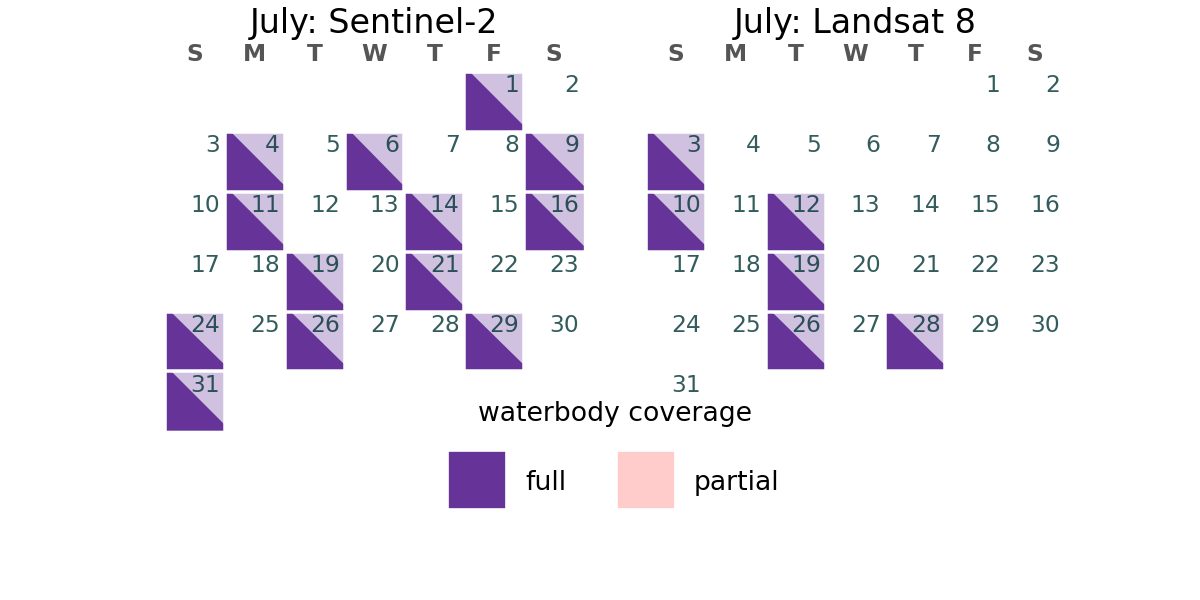 July: Sentinel-2
S M T W T F S
1 2
3 4 5 6 7 8 9
10 11 12 13 14 15 16
17 18 19 20 21 22 23
24 25 26 27 28 29 30
31
July: Landsat 8
S M T W T F S
1 2
3 4 5 6 7 8 9
10 11 12 13 14 15 16
17 18 19 20 21 22 23
24 25 26 27 28 29 30
31
waterbody coverage
full partial